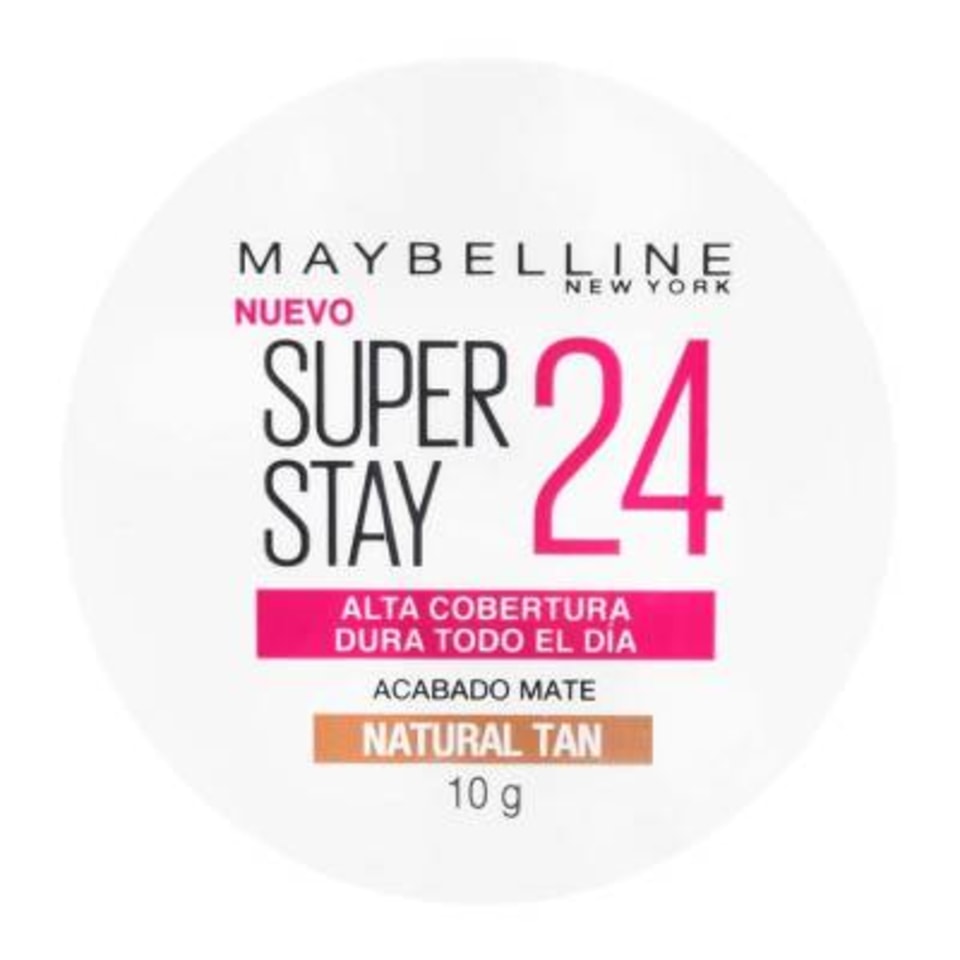 MAYBELLINE
NEW YORK
NUEVO
SUPER
STAY
24
ALTA COBERTURA
DURA TODO EL DÍA
ACABADO MATE
NATURAL TAN
10 g